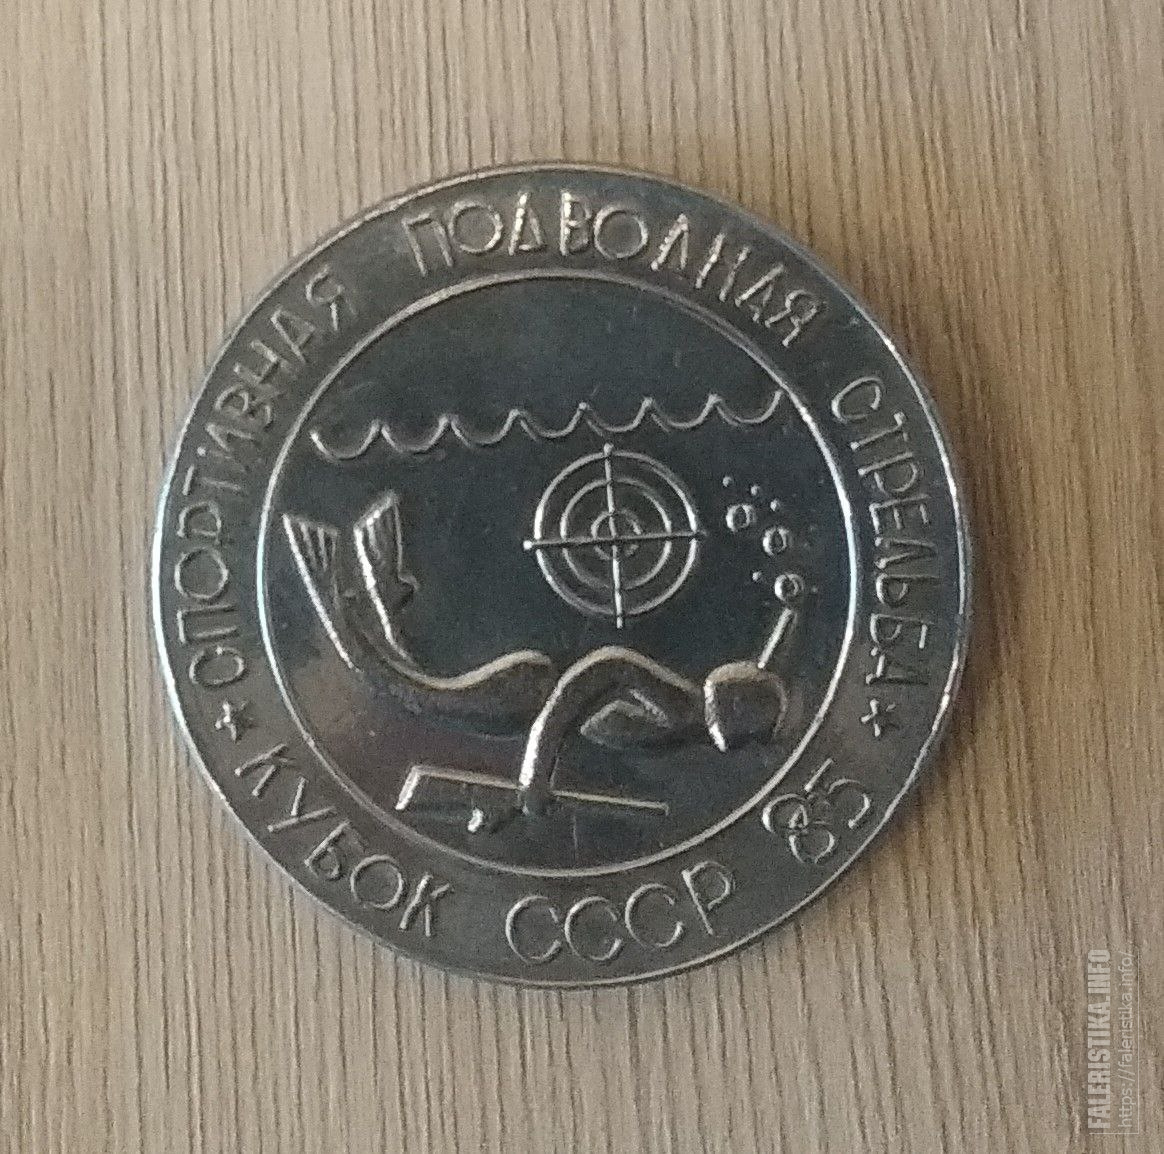 СПОРТИВНАЯ ПОДВОДНАЯ СТРЕЛЬБА
КУБОК СССР 85
FALERISTIKA.INFO
https://faleristika.info/